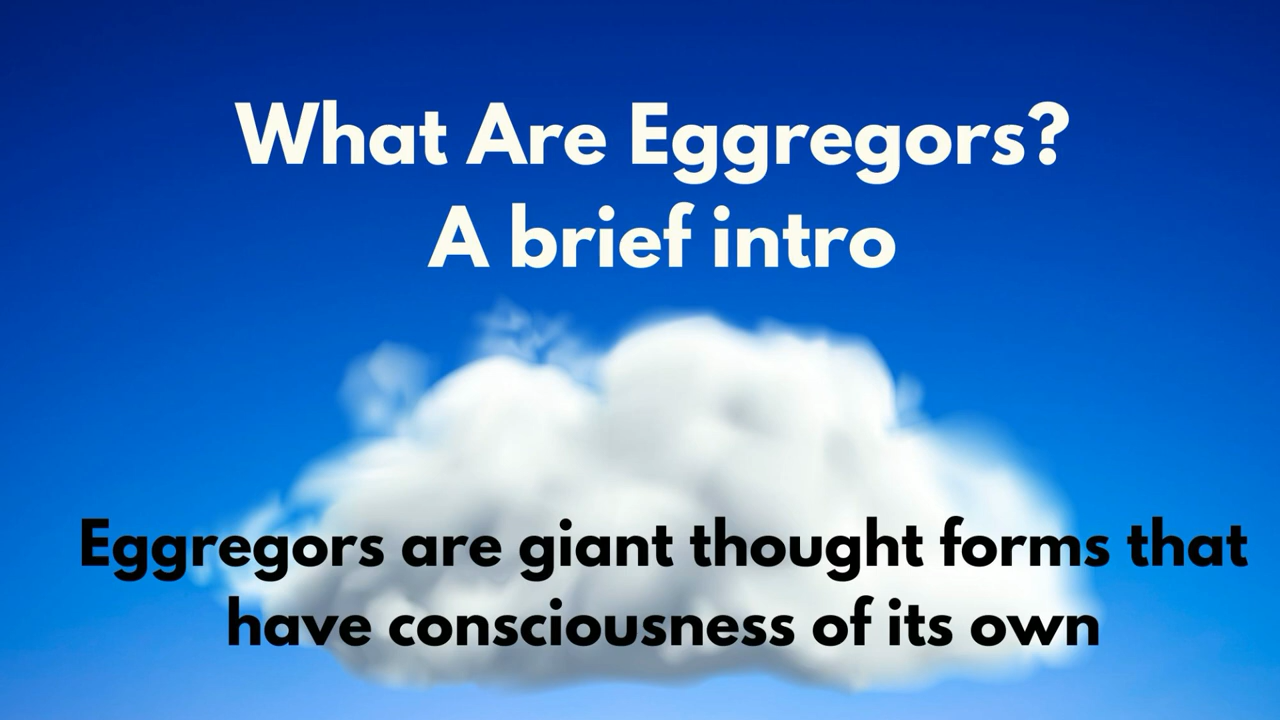 What Are Eggregors?
A brief intro
Eggregors are giant thought forms that
have consciousness of its own